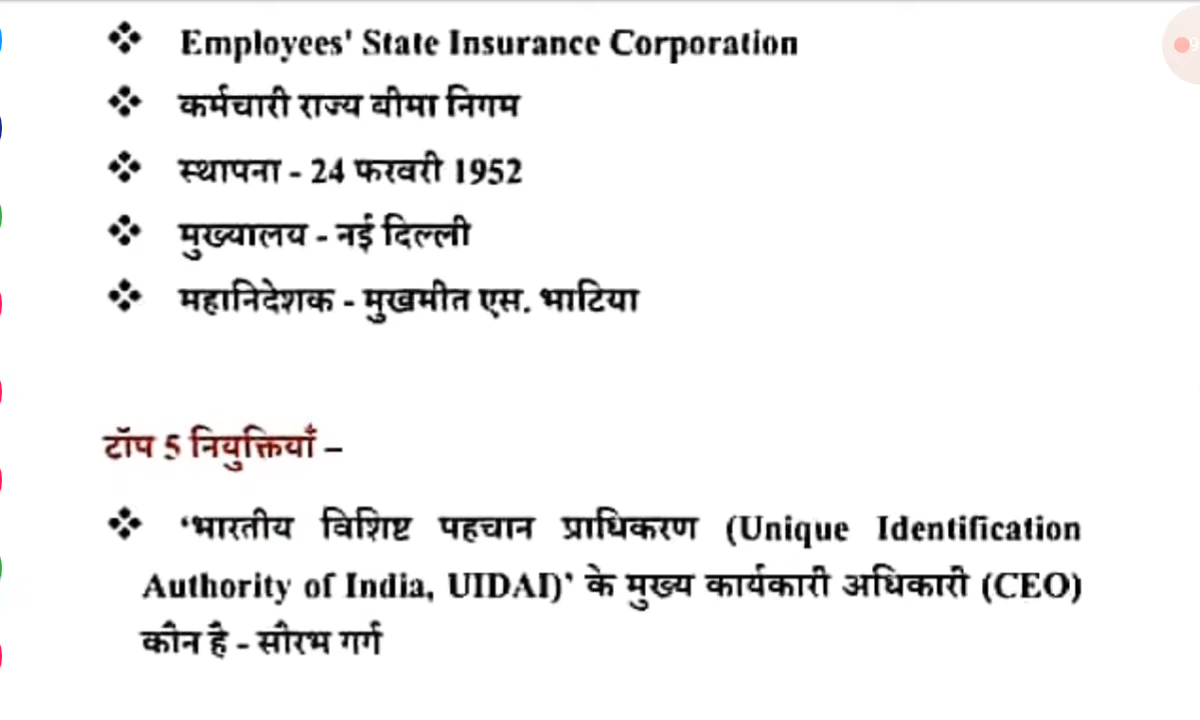 ❖ Employees' State Insurance Corporation
❖ कर्मचारी राज्य बीमा निगम
❖ स्थापना - 24 फरवरी 1952
❖ मुख्यालय - नई दिल्ली
❖ महानिदेशक - मुखमीत एस. भाटिया
टॉप 5 नियुक्तियाँ –
❖ ‘भारतीय विशिष्ट पहचान प्राधिकरण (Unique Identification
Authority of India, UIDAI)’ के मुख्य कार्यकारी अधिकारी (CEO)
कौन है - सौरभ गर्ग